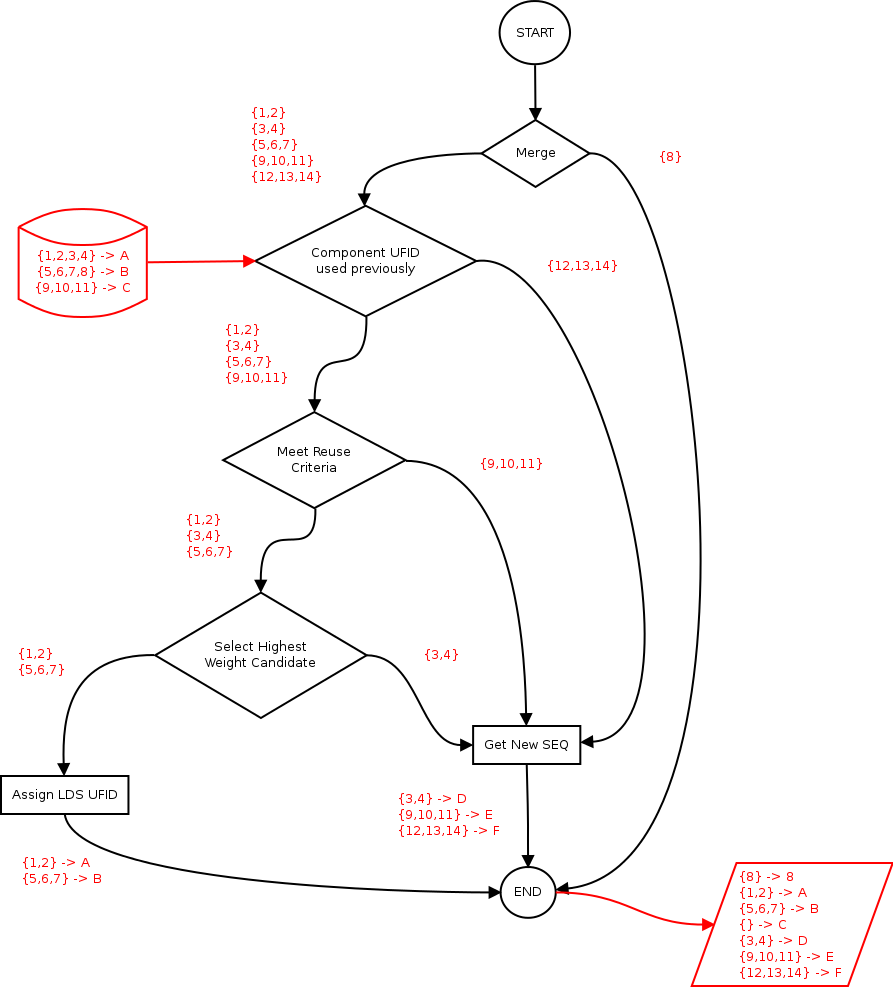 START
Merge
{1,2}
{3,4}
{5,6,7}
{9,10,11}
{12,13,14}
{8}
{1,2,3,4} -> A
{5,6,7,8} -> B
{9,10,11} -> C
Component UFID
used previously
{12,13,14}
{1,2}
{3,4}
{5,6,7}
{9,10,11}
Meet Reuse
Criteria
{9,10,11}
{1,2}
{3,4}
{5,6,7}
Select Highest
Weight Candidate
{1,2}
{5,6,7}
{3,4}
Get New SEQ
Assign LDS UFID
{3,4} -> D
{9,10,11} -> E
{12,13,14} -> F
{1,2} -> A
{5,6,7} -> B
END
{8} -> 8
{1,2} -> A
{5,6,7} -> B
{} -> C
{3,4} -> D
{9,10,11} -> E
{12,13,14} -> F